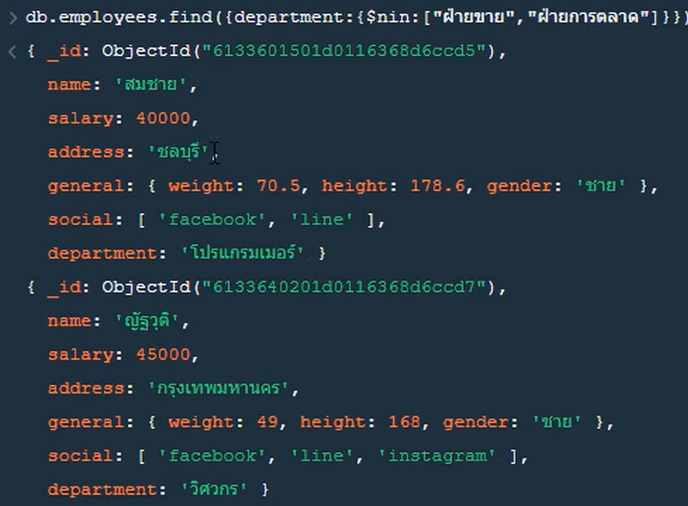 > db.employees.find({department:{$nin:["ฝ่ายขาย","ฝ่ายการตลาด"]}})
< { _id: ObjectId("6133601501d0116368d6ccd5"),
name: 'สมชาย',
salary: 40000,
address: 'ชลบุรี',
general: { weight: 70.5, height: 178.6, gender: 'ชาย' },
social: [ 'facebook', 'line' ],
department: 'โปรแกรมเมอร์' }
{ _id: ObjectId("6133640201d0116368d6ccd7"),
name: 'ณัฐวุติ',
salary: 45000,
address: 'กรุงเทพมหานคร',
general: { weight: 49, height: 168, gender: 'ชาย' },
social: [ 'facebook', 'line', 'instagram' ],
department: 'วิศวกร' }